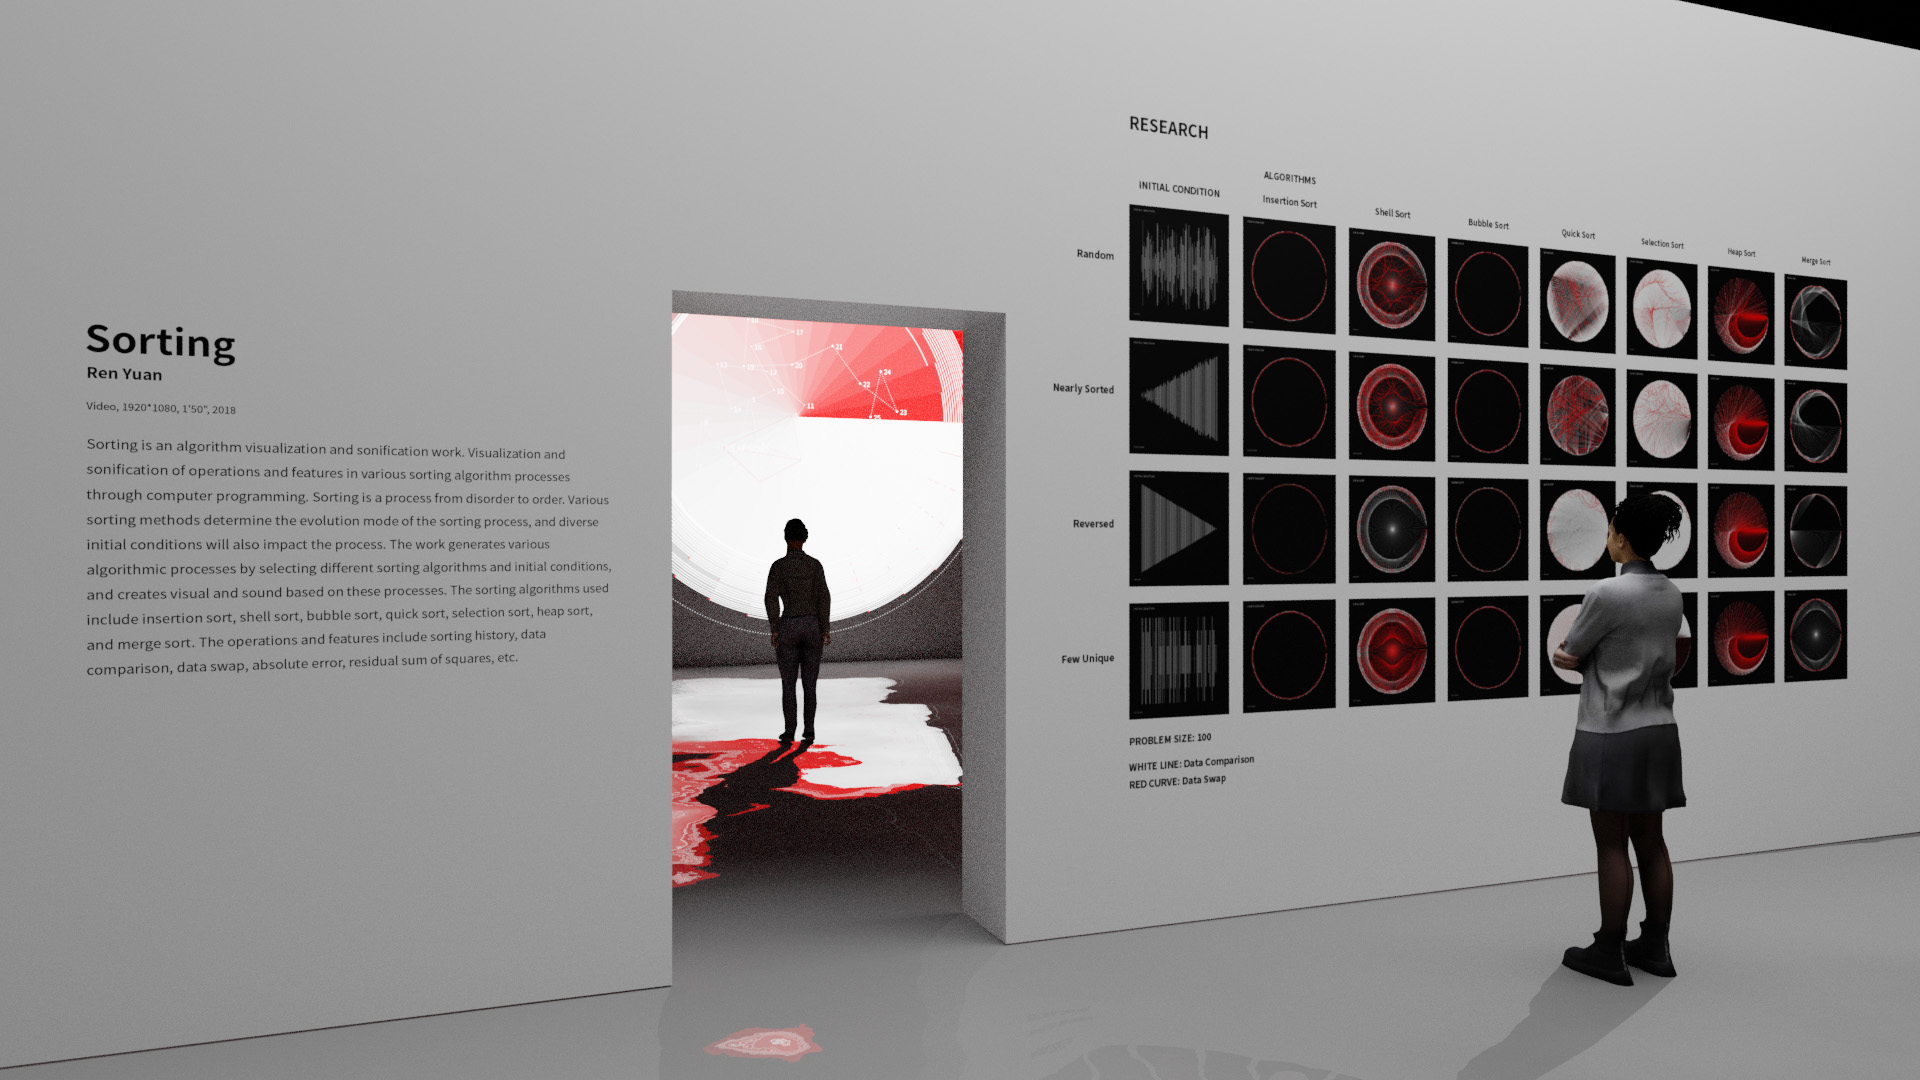 Sorting
Ren Yuan
Video, 1920*1080, 1'50", 2018
Sorting is an algorithm visualization and sonification work. Visualization and
sonification of operations and features in various sorting algorithm processes
through computer programming. Sorting is a process from disorder to order. Various
sorting methods determine the evolution mode of the sorting process, and diverse
initial conditions will also impact the process. The work generates various
algorithmic processes by selecting different sorting algorithms and initial conditions,
and creates visual and sound based on these processes. The sorting algorithms used
include insertion sort, shell sort, bubble sort, quick sort, selection sort, heap sort,
and merge sort. The operations and features include sorting history, data
comparison, data swap, absolute error, residual sum of squares, etc.
17
21
20
24
22
11
23
RESEARCH
INITIAL CONDITION
ALGORITHMS
Insertion Sort
Shell Sort
Bubble Sort
Quick Sort
Selection Sort
Heap Sort
Merge Sort
Random
Nearly Sorted
Reversed
Few Unique
PROBLEM SIZE: 100
WHITE LINE: Data Comparison
RED CURVE: Data Swap